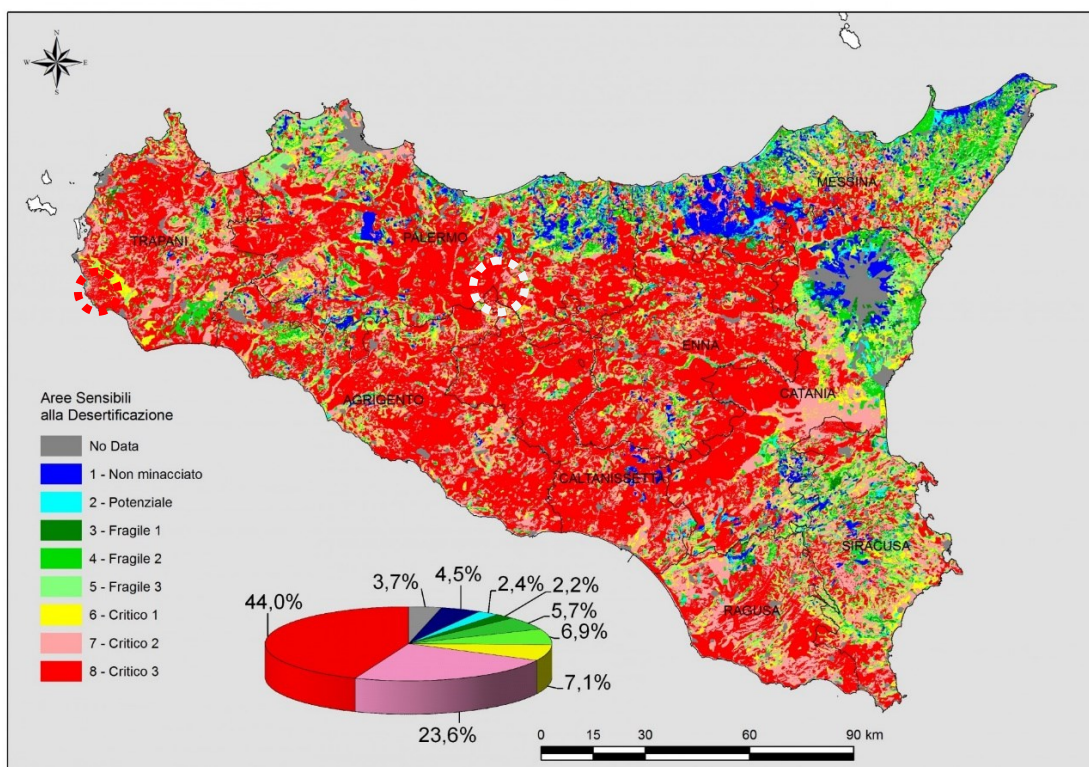 N
W E
S
MESSINA
TRAPANI
PALERMO
ENNA
CATANIA
AGRIGENTO
CALTANISSETTA
SIRACUSA
RAGUSA
Aree Sensibili
alla Desertificazione
No Data
1 - Non minacciato
2 - Potenziale
3 - Fragile 1
4 - Fragile 2
5 - Fragile 3
6 - Critico 1
7 - Critico 2
8 - Critico 3
3,7%
4,5%
2,4%
2,2%
5,7%
6,9%
7,1%
23,6%
44,0%
0 15 30 60 90 km